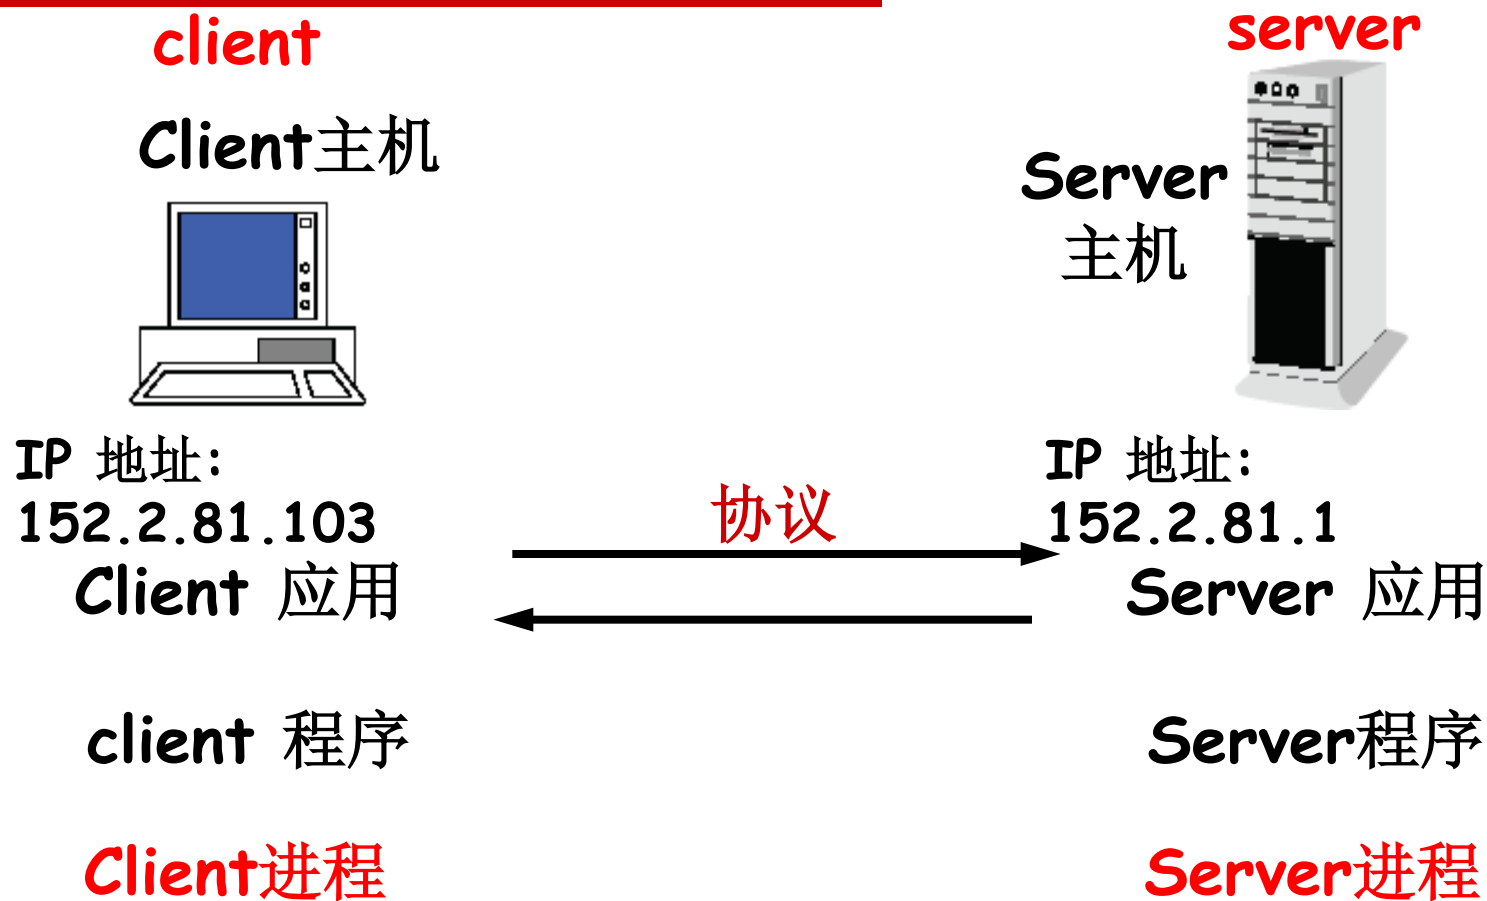 client
server
Client主机
Server
主机
IP 地址:
152.2.81.103
IP 地址:
152.2.81.1
协议
Client 应用
Server 应用
client 程序
Server程序
Client进程
Server进程